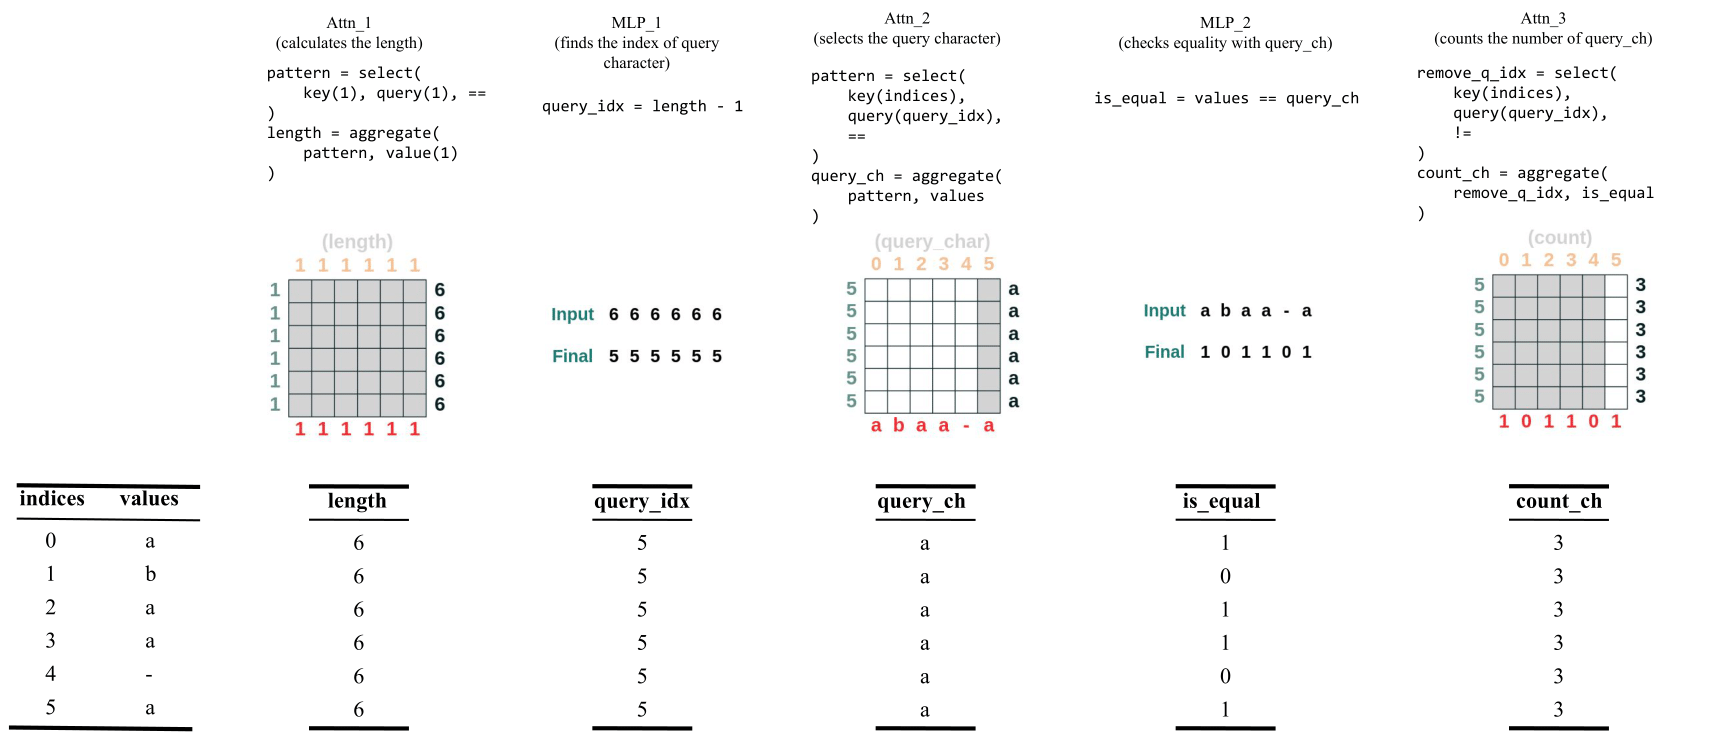 Attn_1
(calculates the length)
pattern = select(
    key(1), query(1), ==
)
length = aggregate(
    pattern, value(1)
)
MLP_1
(finds the index of query
character)
query_idx = length - 1
Attn_2
(selects the query character)
pattern = select(
    key(indices),
    query(query_idx),
    ==
)
query_ch = aggregate(
    pattern, values
)
MLP_2
(checks equality with query_ch)
is_equal = values == query_ch
Attn_3
(counts the number of query_ch)
remove_q_idx = select(
    key(indices),
    query(query_idx),
    !=
)
count_ch = aggregate(
    remove_q_idx, is_equal
)
(length)
1 1 1 1 1 1
1 6
1 6
1 6
1 6
1 6
1 6
1 1 1 1 1 1
Input 6 6 6 6 6 6
Final 5 5 5 5 5 5
(query_char)
0 1 2 3 4 5
5 a
5 a
5 a
5 a
5 a
5 a
a b a a - a
Input a b a a - a
Final 1 0 1 1 0 1
(count)
0 1 2 3 4 5
5 3
5 3
5 3
5 3
5 3
5 3
1 0 1 1 0 1
indices values length query_idx query_ch is_equal count_ch
0 a 6 5 a 1 3
1 b 6 5 a 0 3
2 a 6 5 a 1 3
3 a 6 5 a 1 3
4 - 6 5 a 0 3
5 a 6 5 a 1 3